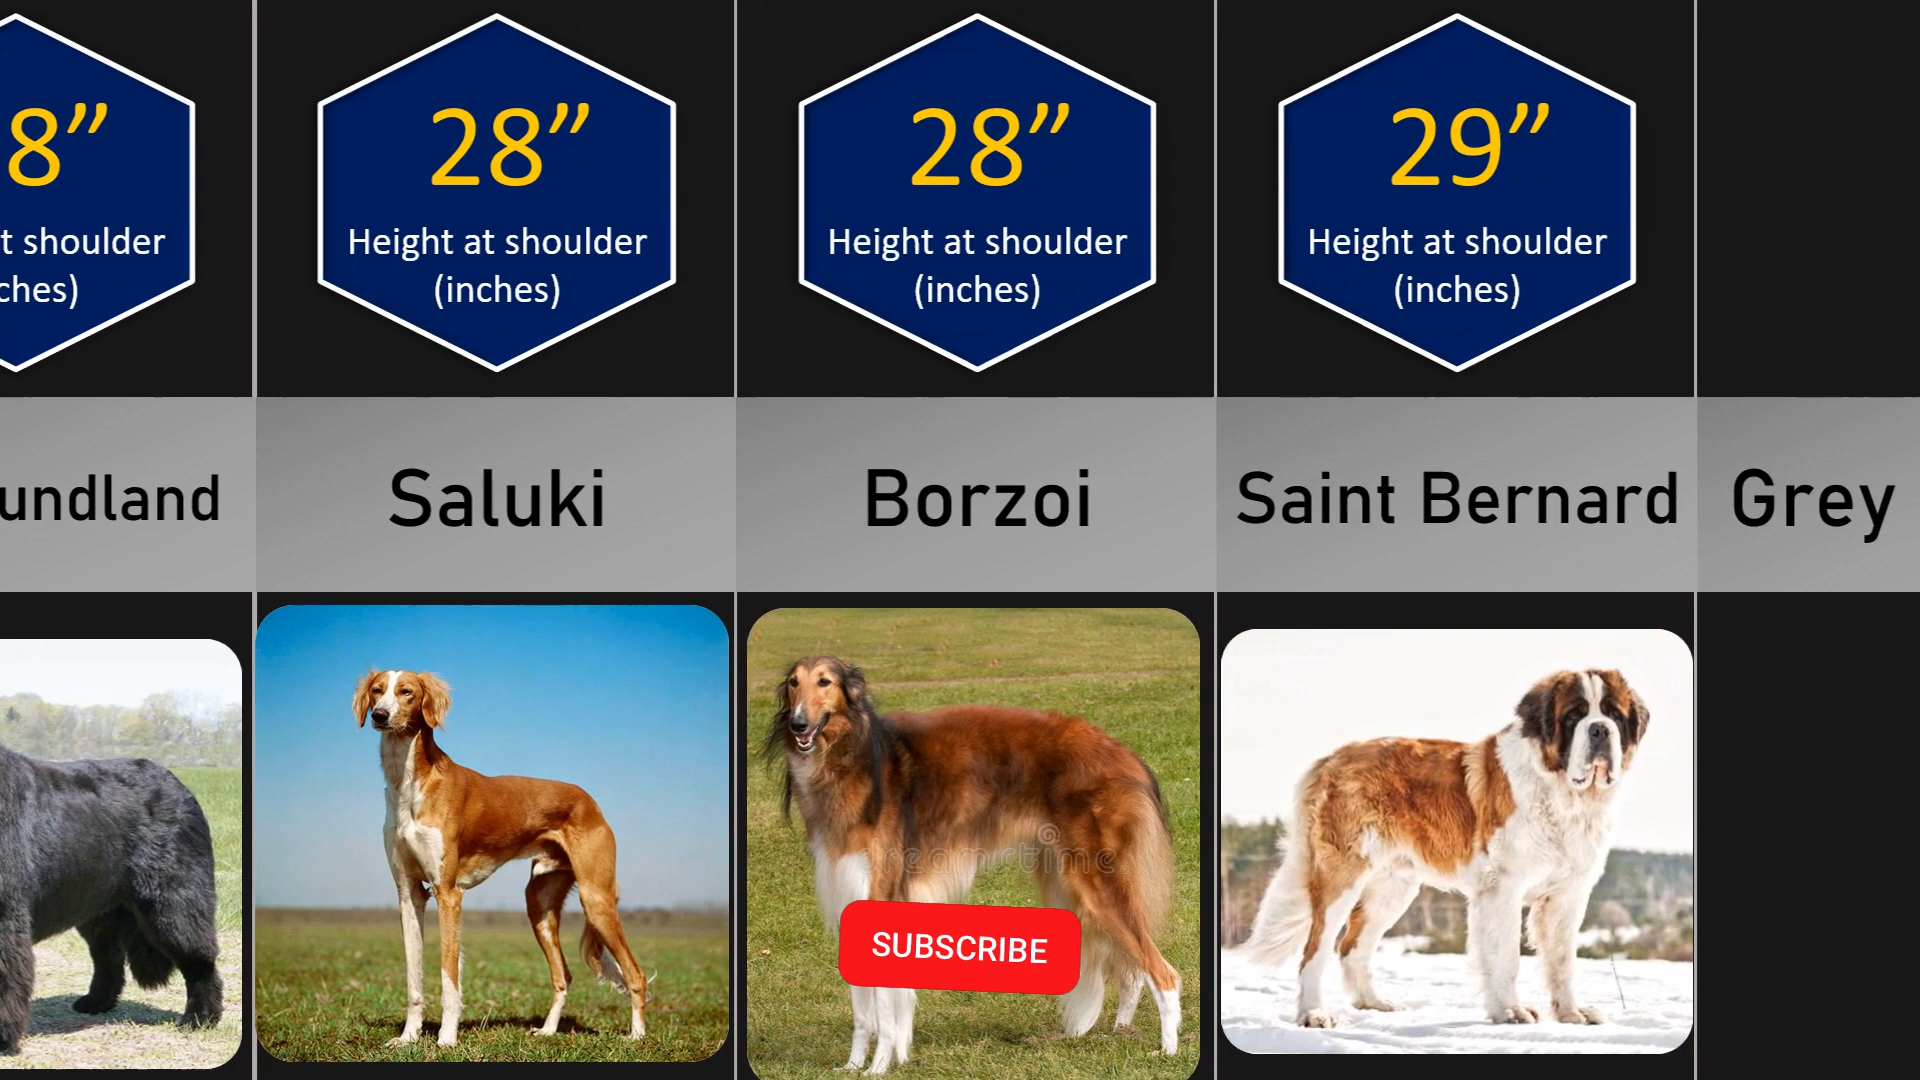 8”
t shoulder
ches)
28”
Height at shoulder
(inches)
28”
Height at shoulder
(inches)
29”
Height at shoulder
(inches)
undland
Saluki
Borzoi
Saint Bernard
Grey
dreamstime
SUBSCRIBE